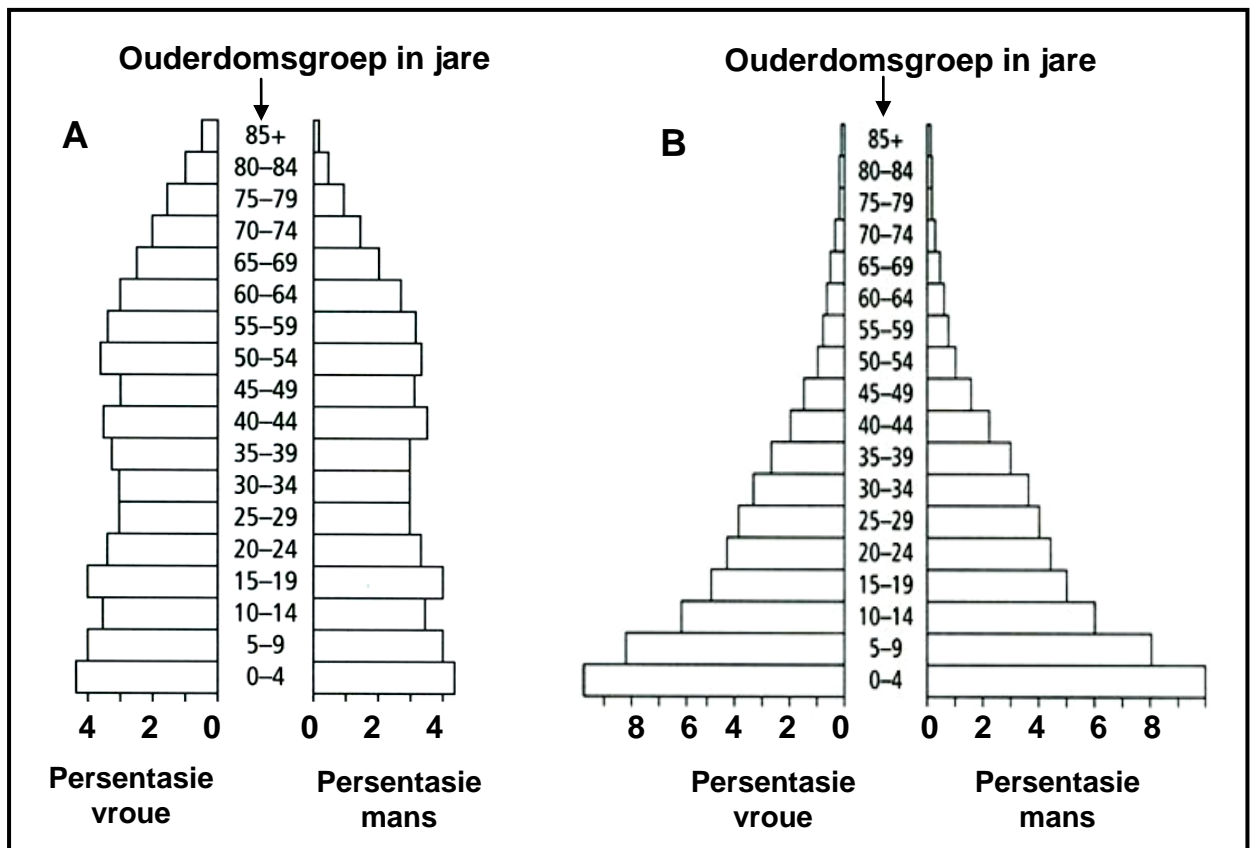 Ouderdomsgroep in jare
A
85+
80–84
75–79
70–74
65–69
60–64
55–59
50–54
45–49
40–44
35–39
30–34
25–29
20–24
15–19
10–14
5–9
0–4
4 2 0 0 2 4
Persentasie
vroue
Persentasie
mans
Ouderdomsgroep in jare
B
85+
80–84
75–79
70–74
65–69
60–64
55–59
50–54
45–49
40–44
35–39
30–34
25–29
20–24
15–19
10–14
5–9
0–4
8 6 4 2 0 0 2 4 6 8
Persentasie
vroue
Persentasie
mans